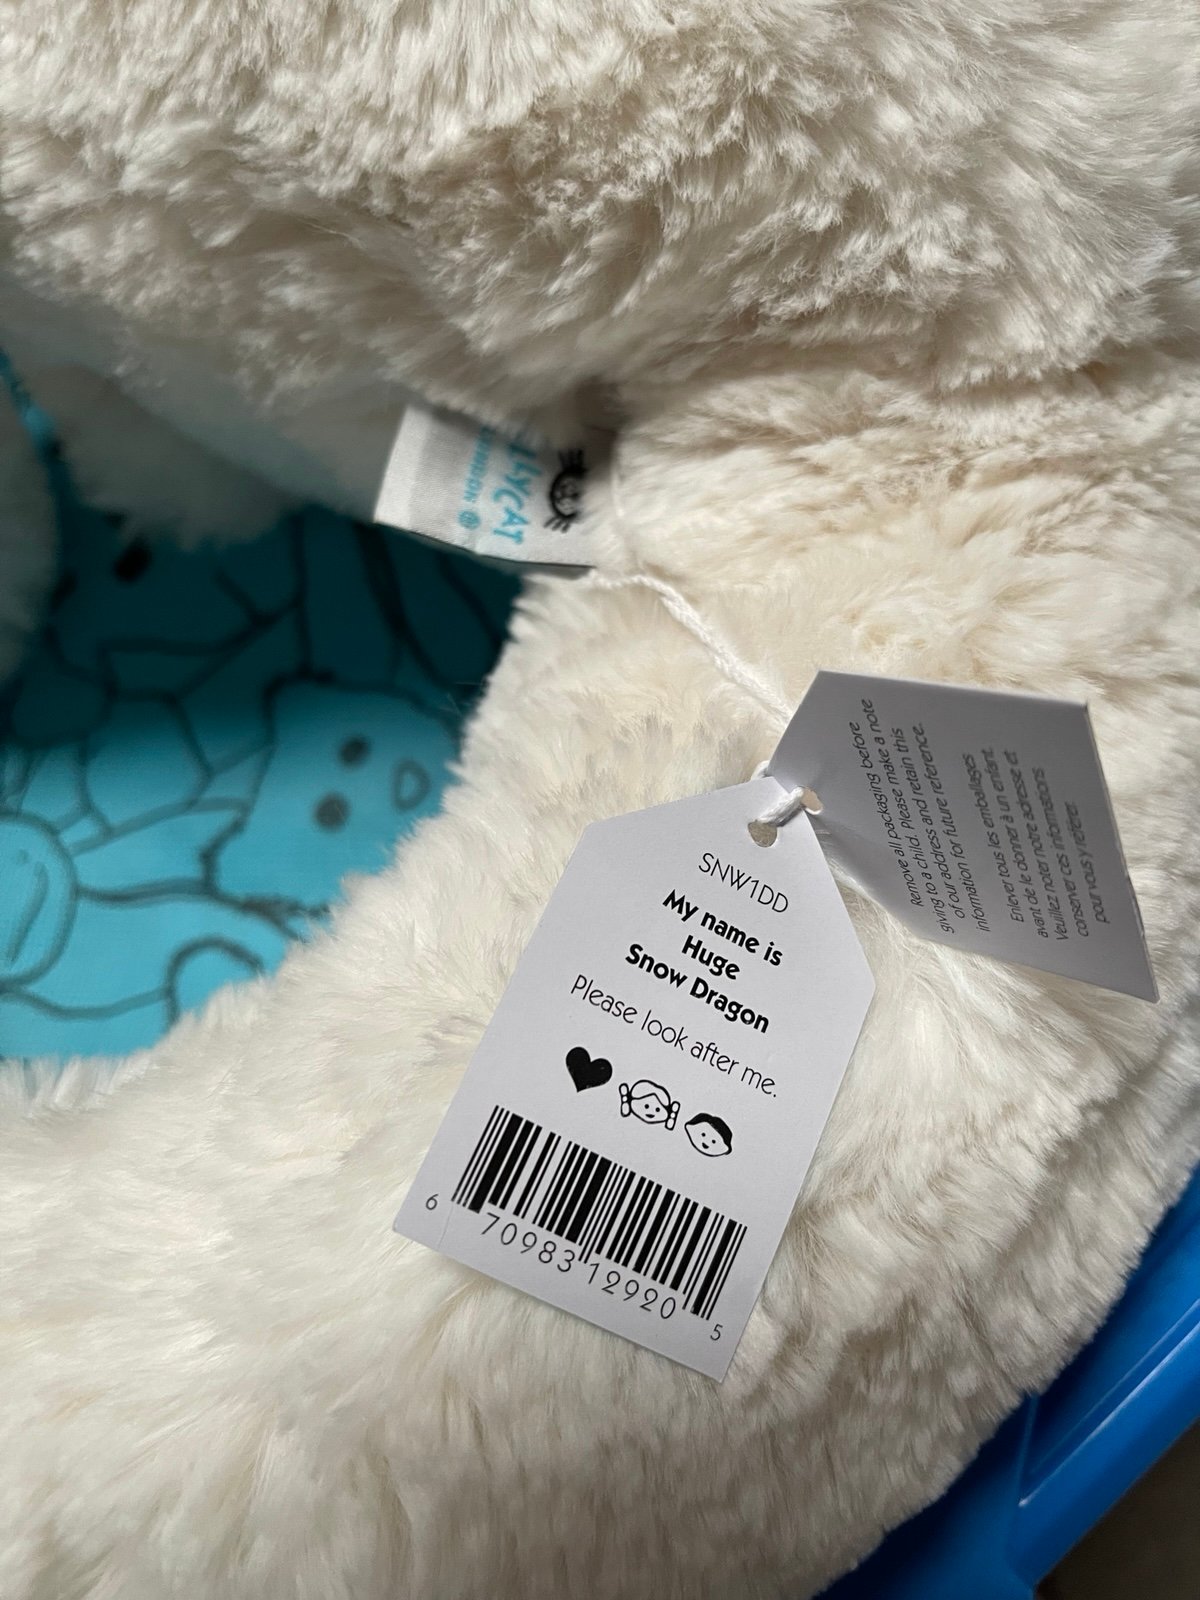 LLYCAT
LONDON ®
SNW1DD
My name is
Huge
Snow Dragon
Please look after me.
6 70983 12920 5
Remove all packaging before
giving to a child. Please make a note
of our address and retain this
information for future reference.
Enlever tous les emballages
avant de le donner à un enfant.
Veuillez noter notre adresse et
conserver ces informations
pour vous y référer.